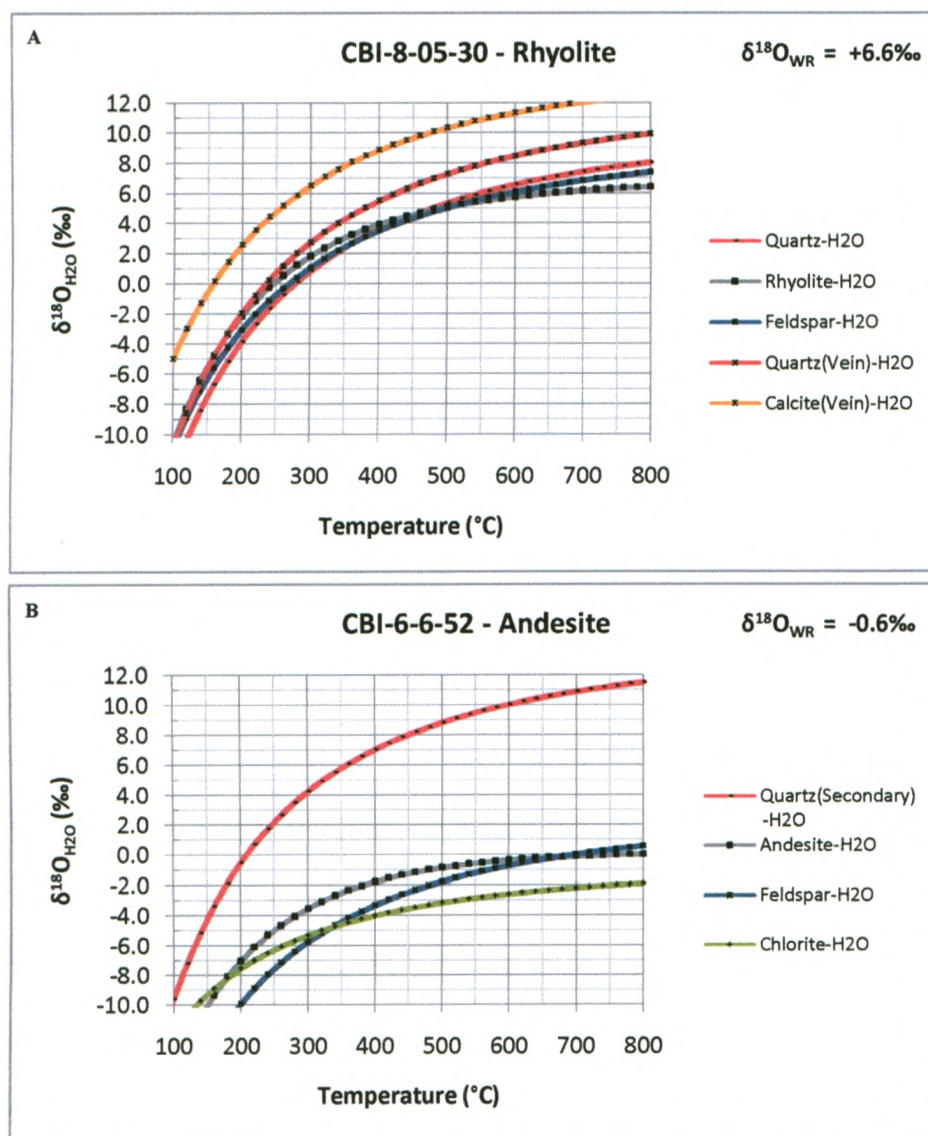 A
CBI-8-05-30 - Rhyolite
δ¹⁸O_WR = +6.6‰
12.0
10.0
8.0
6.0
4.0
2.0
0.0
-2.0
-4.0
-6.0
-8.0
-10.0
δ¹⁸O_H2O (‰)
100 200 300 400 500 600 700 800
Temperature (°C)
Quartz-H2O
Rhyolite-H2O
Feldspar-H2O
Quartz(Vein)-H2O
Calcite(Vein)-H2O
B
CBI-6-6-52 - Andesite
δ¹⁸O_WR = -0.6‰
12.0
10.0
8.0
6.0
4.0
2.0
0.0
-2.0
-4.0
-6.0
-8.0
-10.0
δ¹⁸O_H2O (‰)
100 200 300 400 500 600 700 800
Temperature (°C)
Quartz(Secondary)
-H2O
Andesite-H2O
Feldspar-H2O
Chlorite-H2O